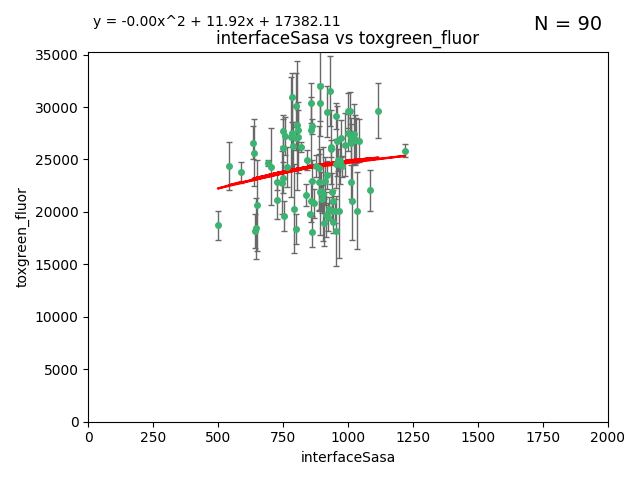 y = -0.00x^2 + 11.92x + 17382.11
N = 90
interfaceSasa vs toxgreen_fluor
35000
30000
25000
20000
15000
10000
5000
0
toxgreen_fluor
0 250 500 750 1000 1250 1500 1750 2000
interfaceSasa